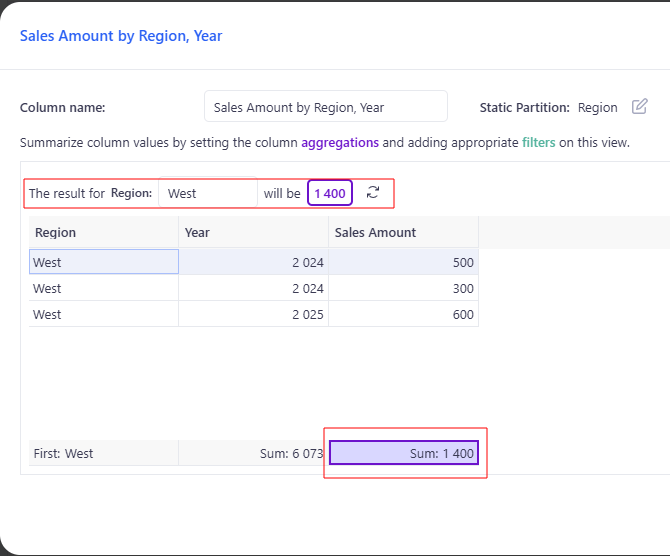 Sales Amount by Region, Year
Column name: Sales Amount by Region, Year Static Partition: Region
Summarize column values by setting the column aggregations and adding appropriate filters on this view.
The result for Region: West will be 1 400
Region Year Sales Amount
West 2 024 500
West 2 024 300
West 2 025 600
First: West Sum: 6 073 Sum: 1 400